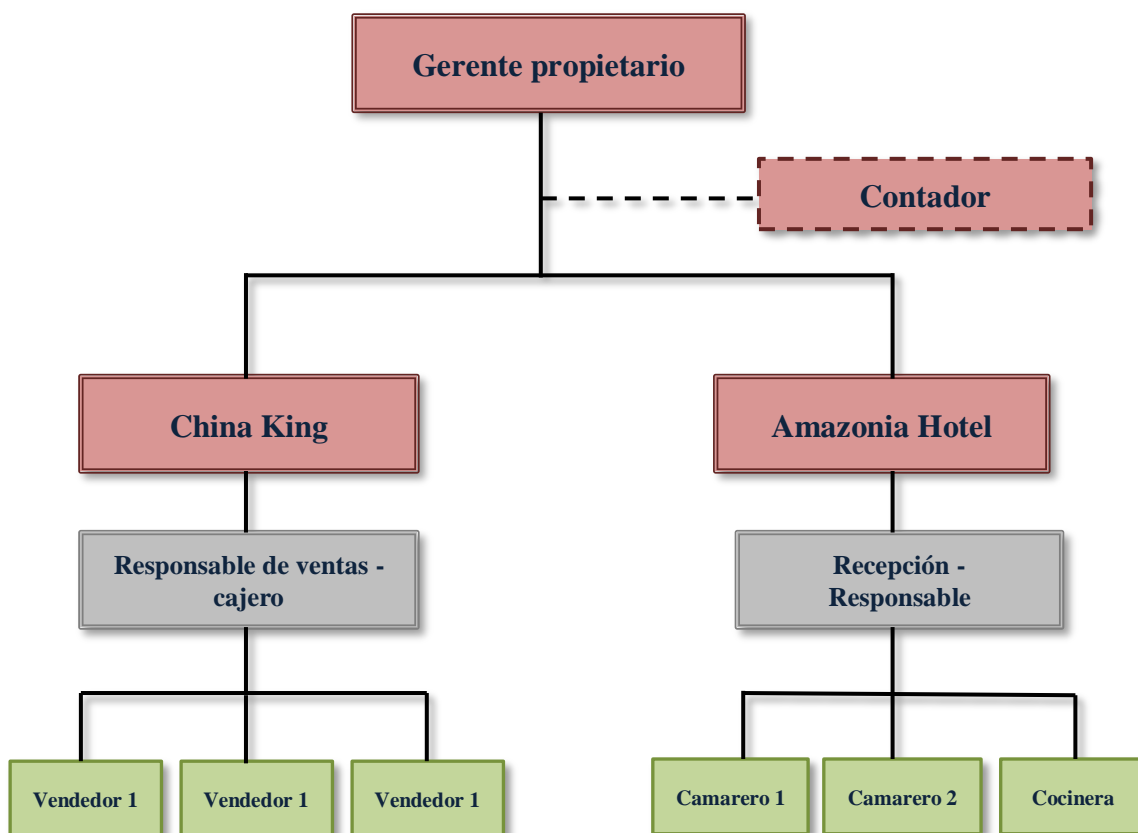 Gerente propietario
Contador
China King
Amazonia Hotel
Responsable de ventas -
cajero
Recepción -
Responsable
Vendedor 1
Vendedor 1
Vendedor 1
Camarero 1
Camarero 2
Cocinera